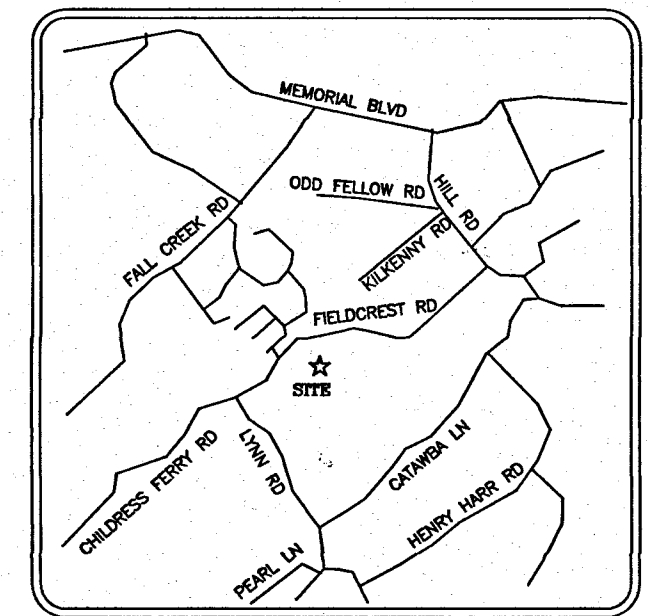 MEMORIAL BLVD
ODD FELLOW RD
HILL RD
FALL CREEK RD
KILKENNY RD
FIELDCREST RD
SITE
CHILDRESS FERRY RD
LYNN RD
CATAWBA LN
HENRY HARR RD
PEARL LN